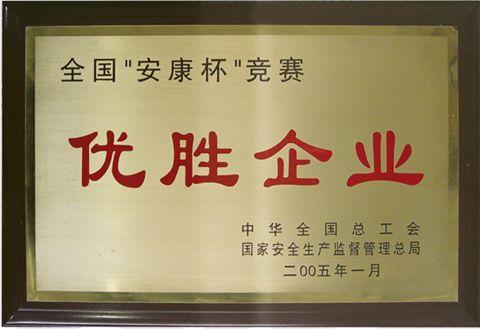 全国"安康杯"竞赛
优胜企业
中华全国总工会
国家安全生产监督管理总局
二00五年一月